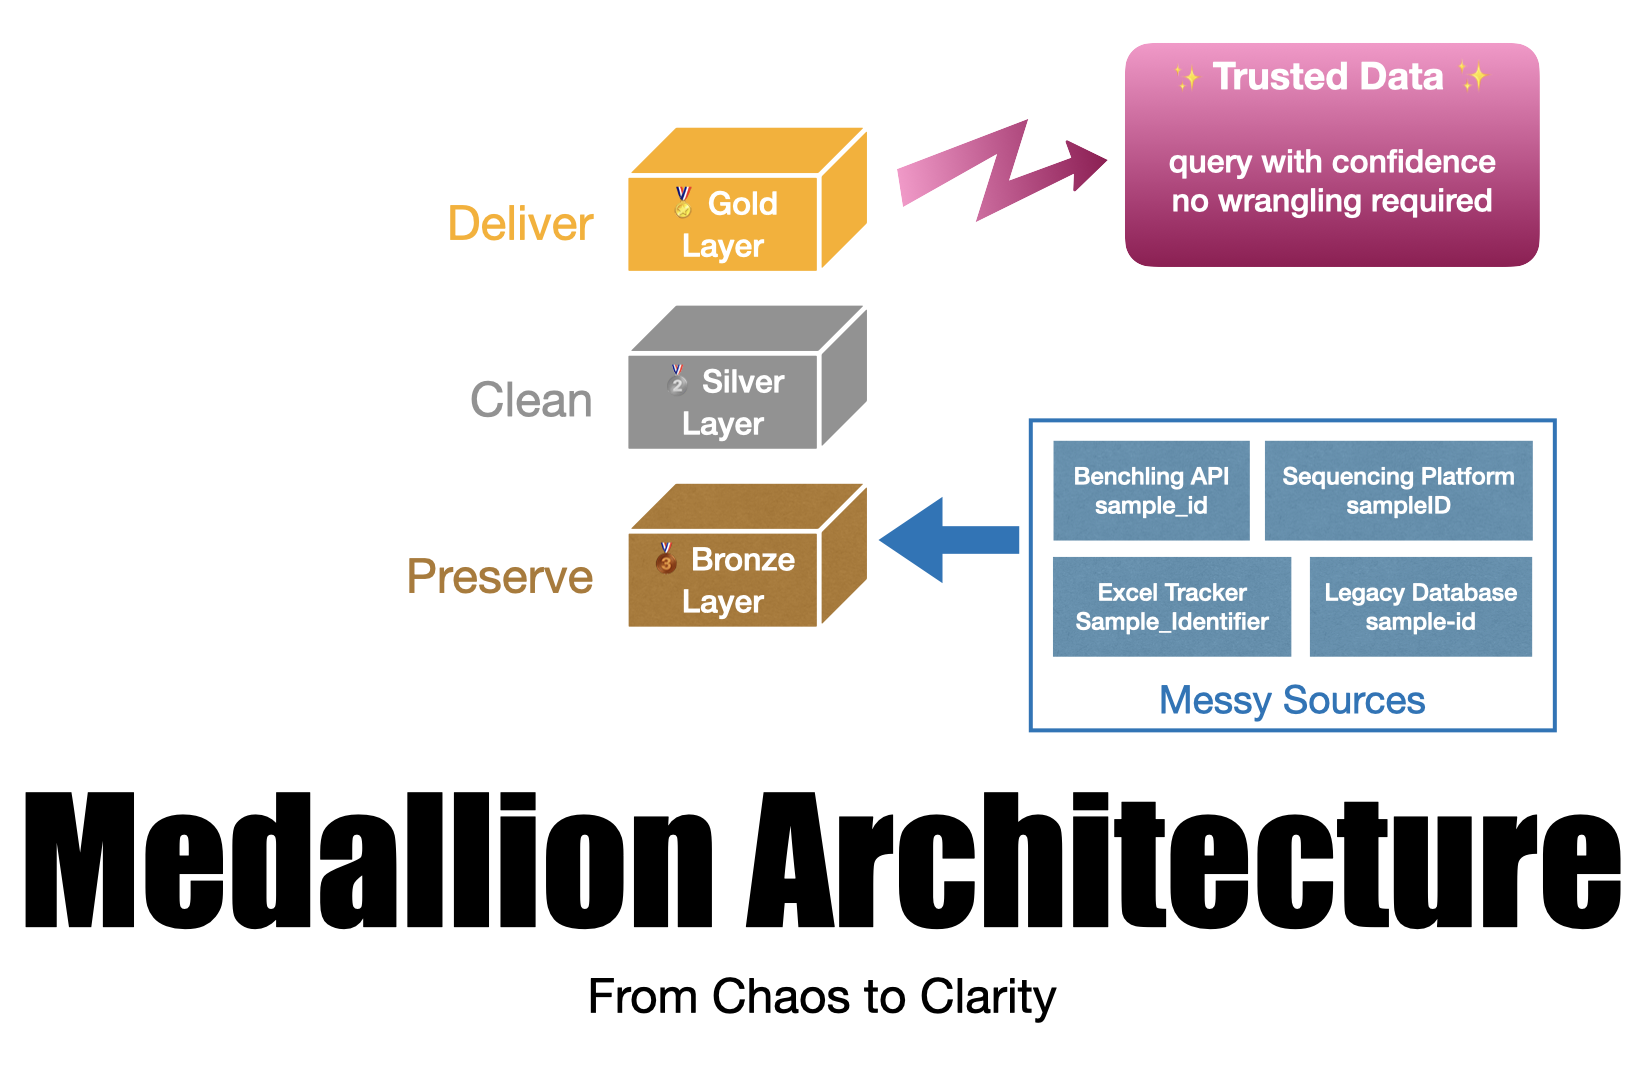 ✨ Trusted Data ✨
query with confidence
no wrangling required
Deliver
🥇 Gold
Layer
Clean
🥈 Silver
Layer
Preserve
🥉 Bronze
Layer
Benchling API
sample_id
Sequencing Platform
sampleID
Excel Tracker
Sample_Identifier
Legacy Database
sample-id
Messy Sources
Medallion Architecture
From Chaos to Clarity